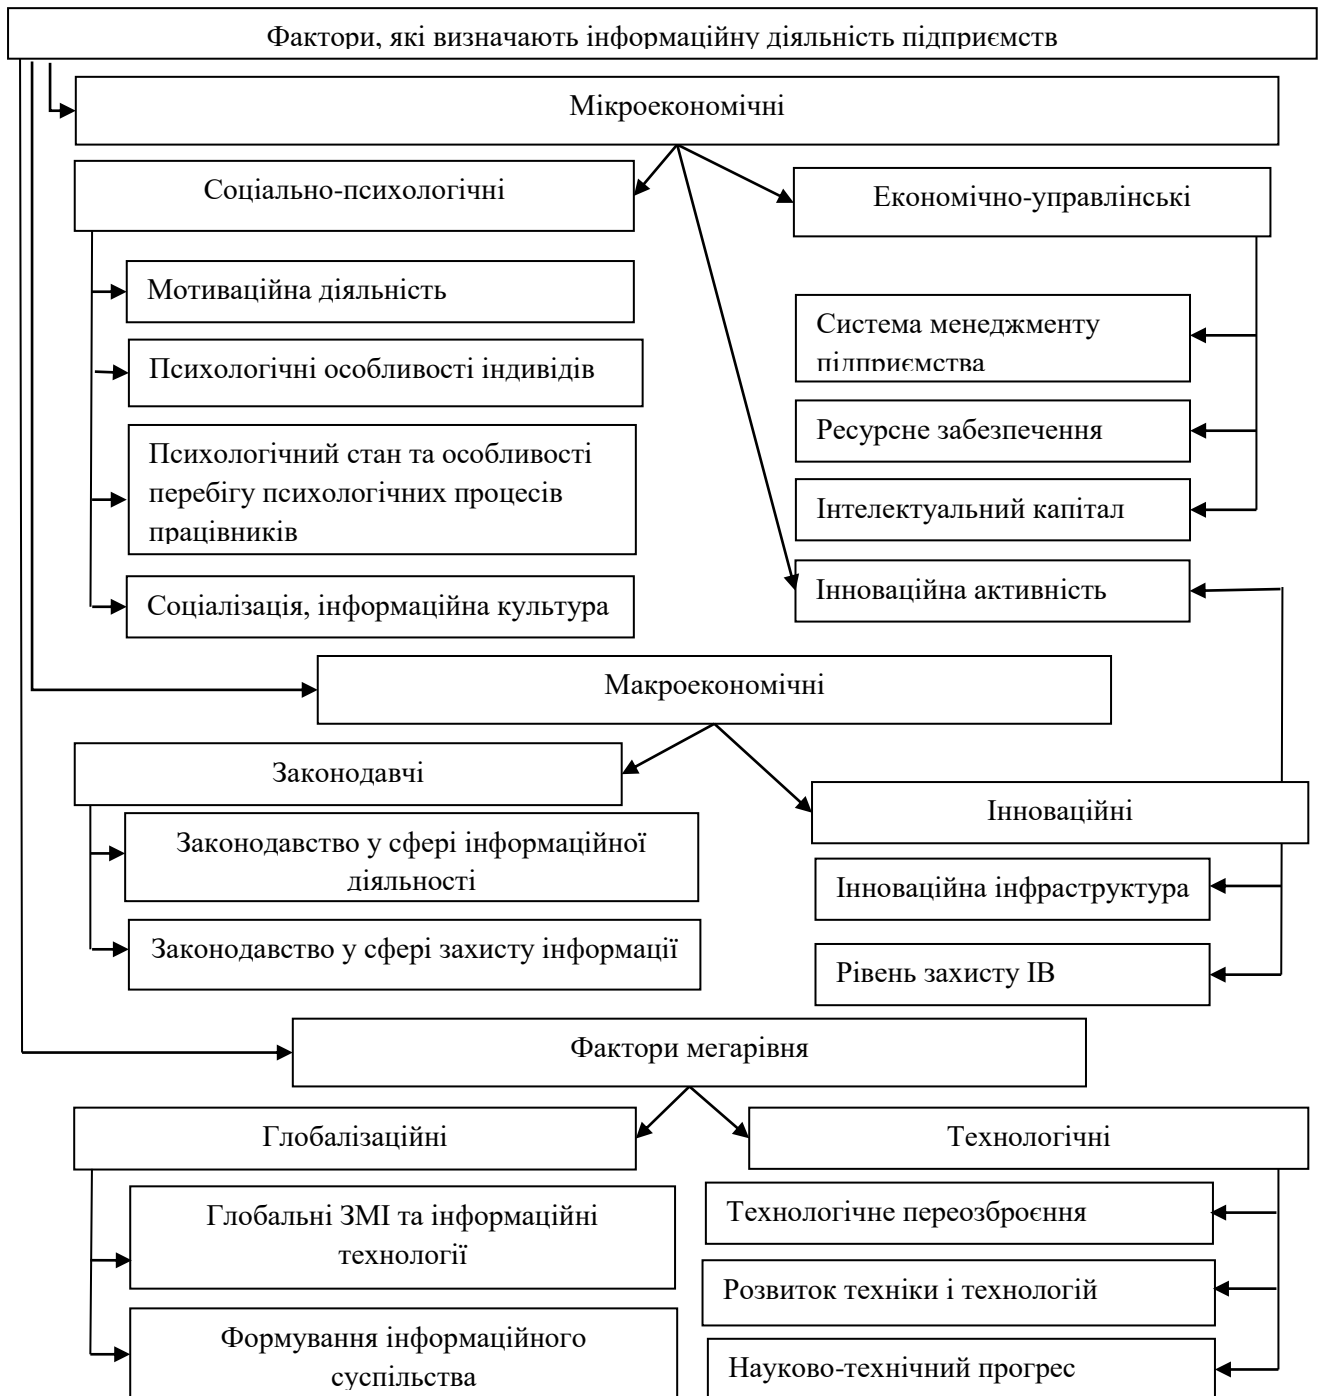 Фактори, які визначають інформаційну діяльність підприємств
Мікроекономічні
Соціально-психологічні
Економічно-управлінські
Мотиваційна діяльність
Психологічні особливості індивідів
Психологічний стан та особливості
перебігу психологічних процесів
працівників
Соціалізація, інформаційна культура
Система менеджменту
підприємства
Ресурсне забезпечення
Інтелектуальний капітал
Інноваційна активність
Макроекономічні
Законодавчі
Законодавство у сфері інформаційної
діяльності
Законодавство у сфері захисту інформації
Інноваційні
Інноваційна інфраструктура
Рівень захисту ІВ
Фактори мегарівня
Глобалізаційні
Глобальні ЗМІ та інформаційні
технології
Формування інформаційного
суспільства
Технологічні
Технологічне переозброєння
Розвиток техніки і технологій
Науково-технічний прогрес